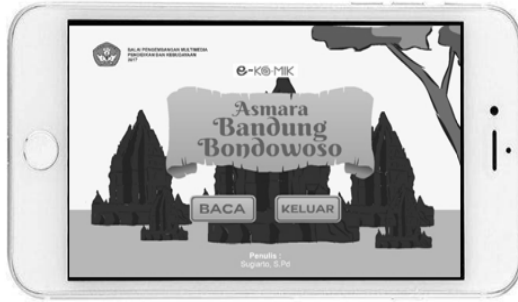 BALAI PENGEMBANGAN MULTIMEDIA
PENDIDIKAN DAN KEBUDAYAAN
2017
e-KOMIK
Asmara
Bandung
Bondowoso
BACA
KELUAR
Penulis :
Sugiarto, S.Pd